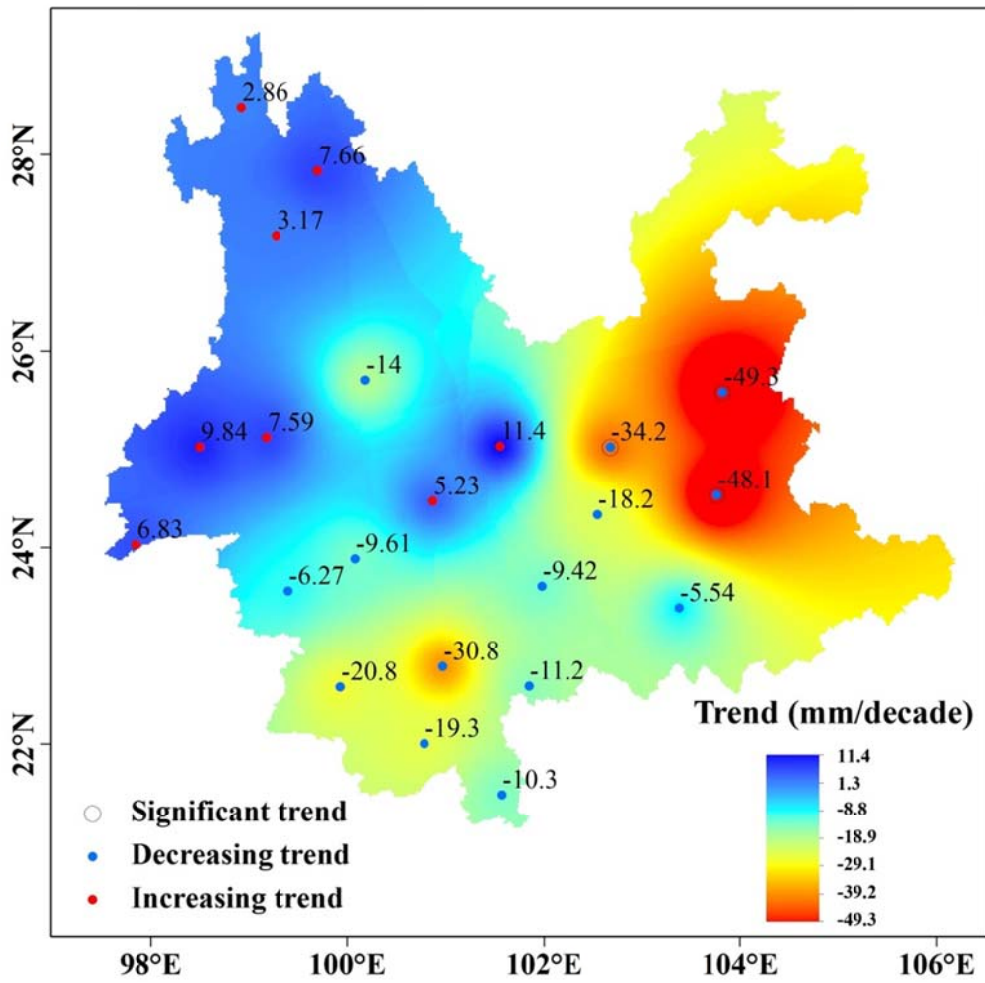 2.86
28°N
7.66
3.17
26°N
-14
-49.3
9.84
7.59
11.4
-34.2
5.23
-48.1
-18.2
6.83
24°N
-9.61
-6.27
-9.42
-5.54
-30.8
-20.8
-11.2
-19.3
22°N
-10.3
Trend (mm/decade)
11.4
1.3
-8.8
-18.9
-29.1
-39.2
-49.3
Significant trend
Decreasing trend
Increasing trend
98°E
100°E
102°E
104°E
106°E